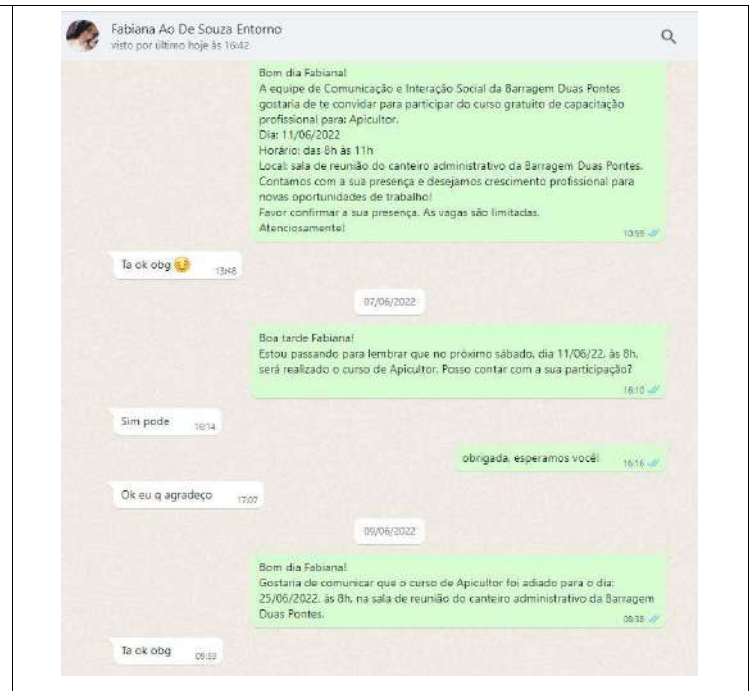 Fabiana Ao De Souza Entorno
visto por último hoje às 16:42
Bom dia Fabiana!
A equipe de Comunicação e Interação Social da Barragem Duas Pontes
gostaria de te convidar para participar do curso gratuito de capacitação
profissional para: Apicultor.
Dia: 11/06/2022
Horário: das 8h às 11h
Local: sala de reunião do canteiro administrativo da Barragem Duas Pontes.
Contamos com a sua presença e desejamos crescimento profissional para
novas oportunidades de trabalho!
Favor confirmar a sua presença. As vagas são limitadas.
Atenciosamente!
10:55
Ta ok obg
13:48
07/06/2022
Boa tarde Fabiana!
Estou passando para lembrar que no próximo sábado, dia 11/06/22, às 8h,
será realizado o curso de Apicultor. Posso contar com a sua participação?
16:10
Sim pode
16:14
obrigada, esperamos você!
16:16
Ok eu q agradeço
17:07
09/06/2022
Bom dia Fabiana!
Gostaria de comunicar que o curso de Apicultor foi adiado para o dia:
25/06/2022, às 8h, na sala de reunião do canteiro administrativo da Barragem
Duas Pontes.
08:38
Ta ok obg